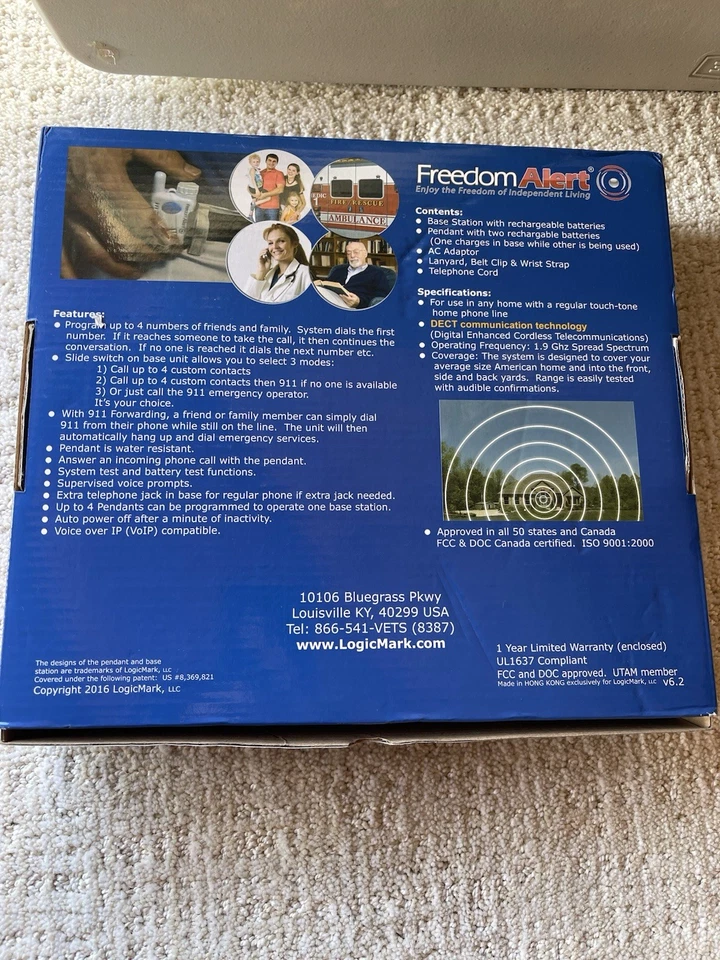 FIRE/RESCUE
AMBULANCE
FreedomAlert®
Enjoy the Freedom of Independent Living
Contents:
• Base Station with rechargeable batteries
• Pendant with two rechargable batteries
(One charges in base while other is being used)
• AC Adaptor
• Lanyard, Belt Clip & Wrist Strap
• Telephone Cord
Specifications:
• For use in any home with a regular touch-tone
home phone line
• DECT communication technology
(Digital Enhanced Cordless Telecommunications)
• Operating Frequency: 1.9 Ghz Spread Spectrum
• Coverage: The system is designed to cover your
average size American home and into the front,
side and back yards. Range is easily tested
with audible confirmations.
• Approved in all 50 states and Canada
FCC & DOC Canada certified. ISO 9001:2000
Features:
• Program up to 4 numbers of friends and family. System dials the first
number. If it reaches someone to take the call, it then continues the
conversation. If no one is reached it dials the next number etc.
• Slide switch on base unit allows you to select 3 modes:
1) Call up to 4 custom contacts
2) Call up to 4 custom contacts then 911 if no one is available
3) Or just call the 911 emergency operator.
It's your choice.
• With 911 Forwarding, a friend or family member can simply dial
911 from their phone while still on the line. The unit will then
automatically hang up and dial emergency services.
• Pendant is water resistant.
• Answer an incoming phone call with the pendant.
• System test and battery test functions.
• Supervised voice prompts.
• Extra telephone jack in base for regular phone if extra jack needed.
• Up to 4 Pendants can be programmed to operate one base station.
• Auto power off after a minute of inactivity.
• Voice over IP (VoIP) compatible.
10106 Bluegrass Pkwy
Louisville KY, 40299 USA
Tel: 866-541-VETS (8387)
www.LogicMark.com
The designs of the pendant and base
station are trademarks of LogicMark, LLC
Covered under the following patent: US #8,369,821
Copyright 2016 LogicMark, LLC
1 Year Limited Warranty (enclosed)
UL1637 Compliant
FCC and DOC approved. UTAM member
Made in HONG KONG exclusively for LogicMark, LLC v6.2